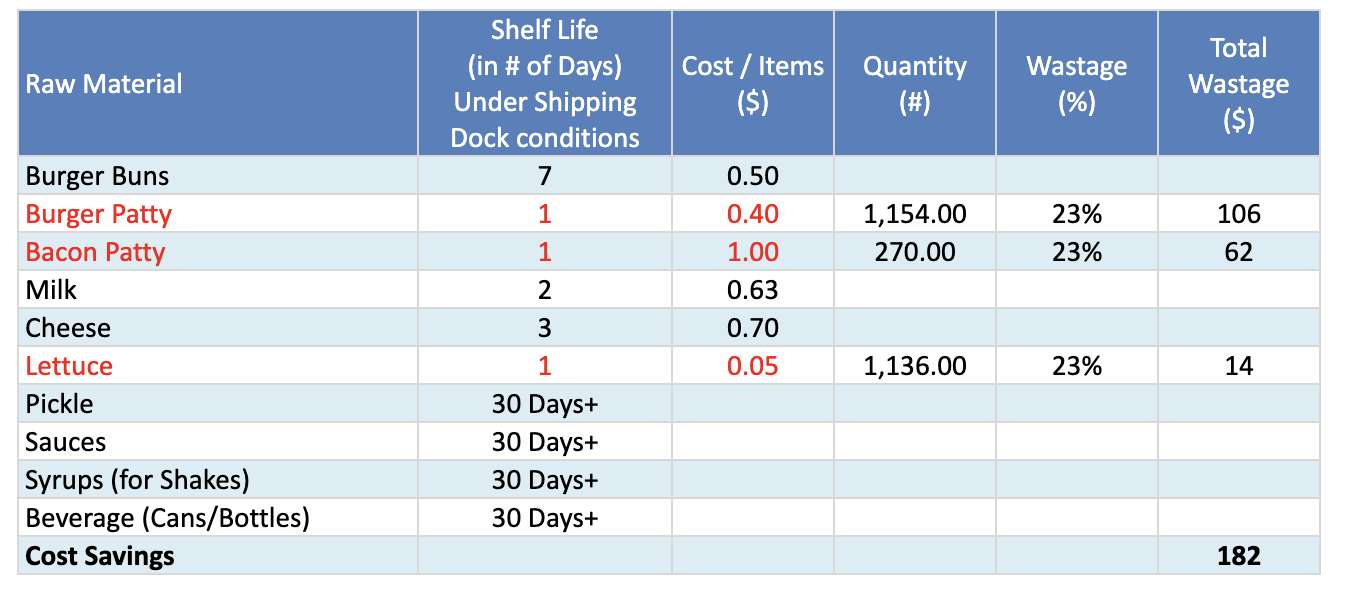 Raw Material
Shelf Life
(in # of Days)
Under Shipping
Dock conditions
Cost / Items
($)
Quantity
(#)
Wastage
(%)
Total
Wastage
($)
Burger Buns 7 0.50
Burger Patty 1 0.40 1,154.00 23% 106
Bacon Patty 1 1.00 270.00 23% 62
Milk 2 0.63
Cheese 3 0.70
Lettuce 1 0.05 1,136.00 23% 14
Pickle 30 Days+
Sauces 30 Days+
Syrups (for Shakes) 30 Days+
Beverage (Cans/Bottles) 30 Days+
Cost Savings 182